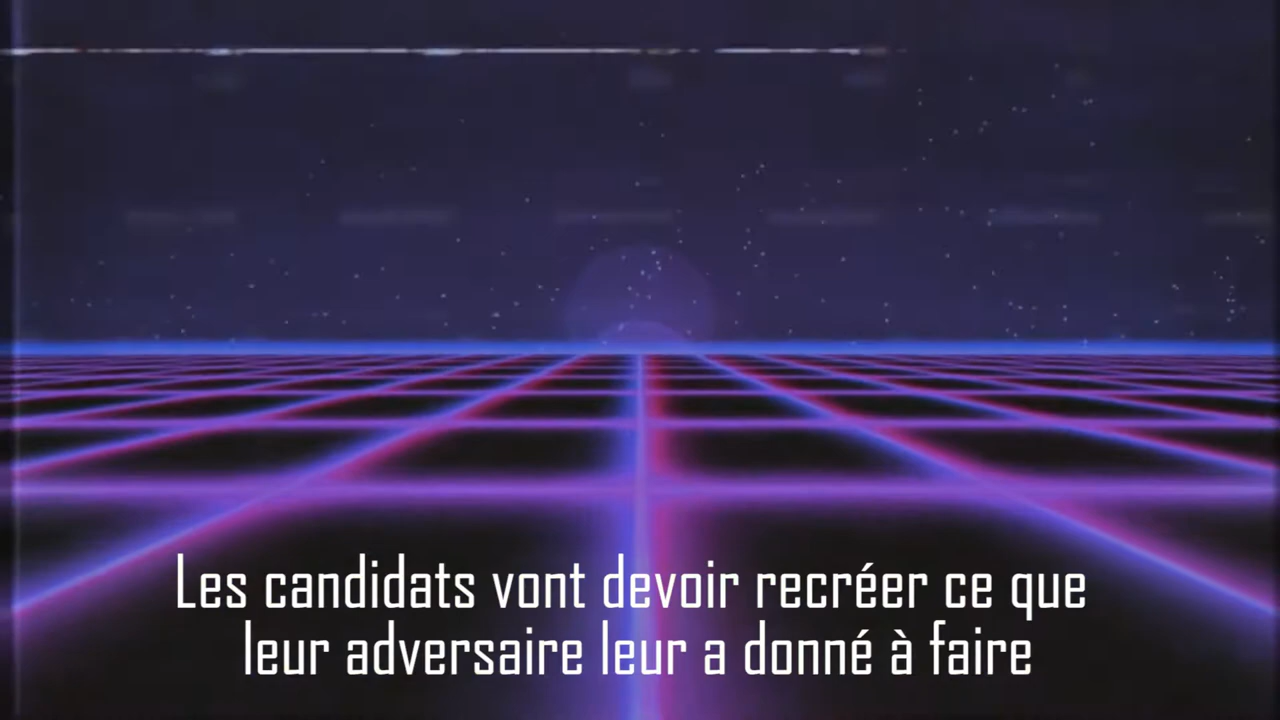 Les candidats vont devoir recréer ce que
leur adversaire leur a donné à faire